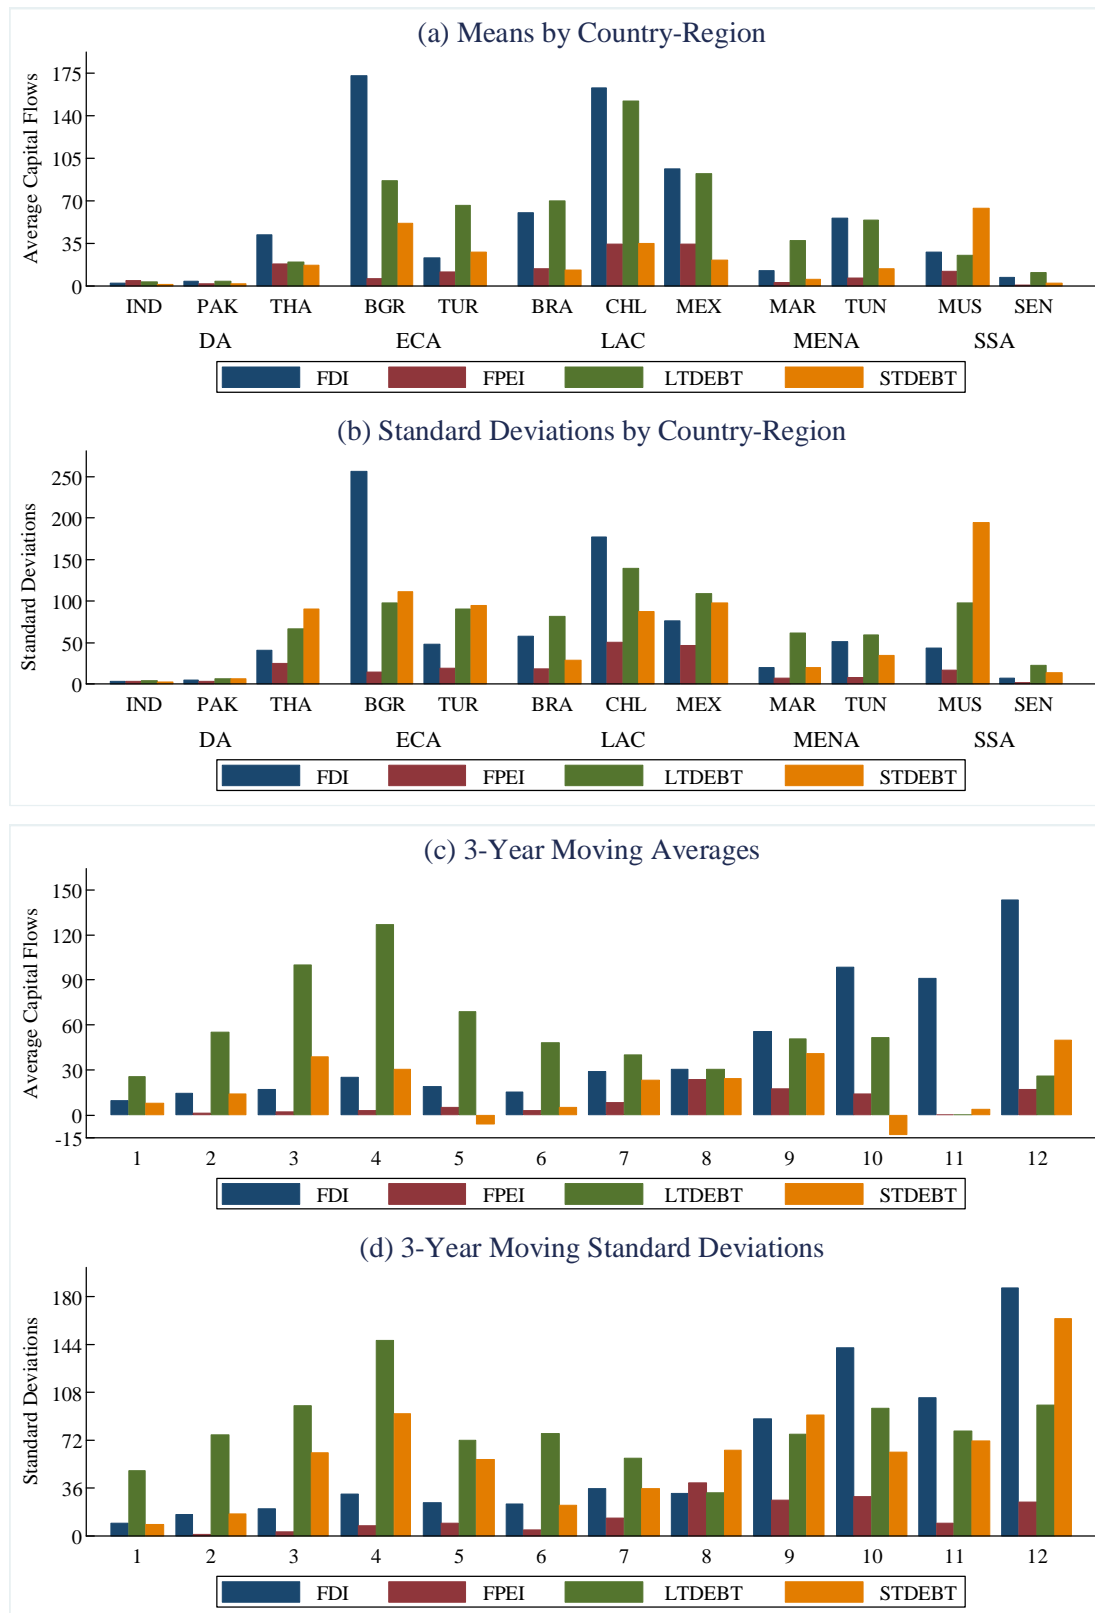 (a) Means by Country-Region
Average Capital Flows
175
140
105
70
35
0
IND PAK THA BGR TUR BRA CHL MEX MAR TUN MUS SEN
DA ECA LAC MENA SSA
FDI FPEI LTDEBT STDEBT
(b) Standard Deviations by Country-Region
Standard Deviations
250
200
150
100
50
0
IND PAK THA BGR TUR BRA CHL MEX MAR TUN MUS SEN
DA ECA LAC MENA SSA
FDI FPEI LTDEBT STDEBT
(c) 3-Year Moving Averages
Average Capital Flows
150
120
90
60
30
0
-15
1 2 3 4 5 6 7 8 9 10 11 12
FDI FPEI LTDEBT STDEBT
(d) 3-Year Moving Standard Deviations
Standard Deviations
180
144
108
72
36
0
1 2 3 4 5 6 7 8 9 10 11 12
FDI FPEI LTDEBT STDEBT